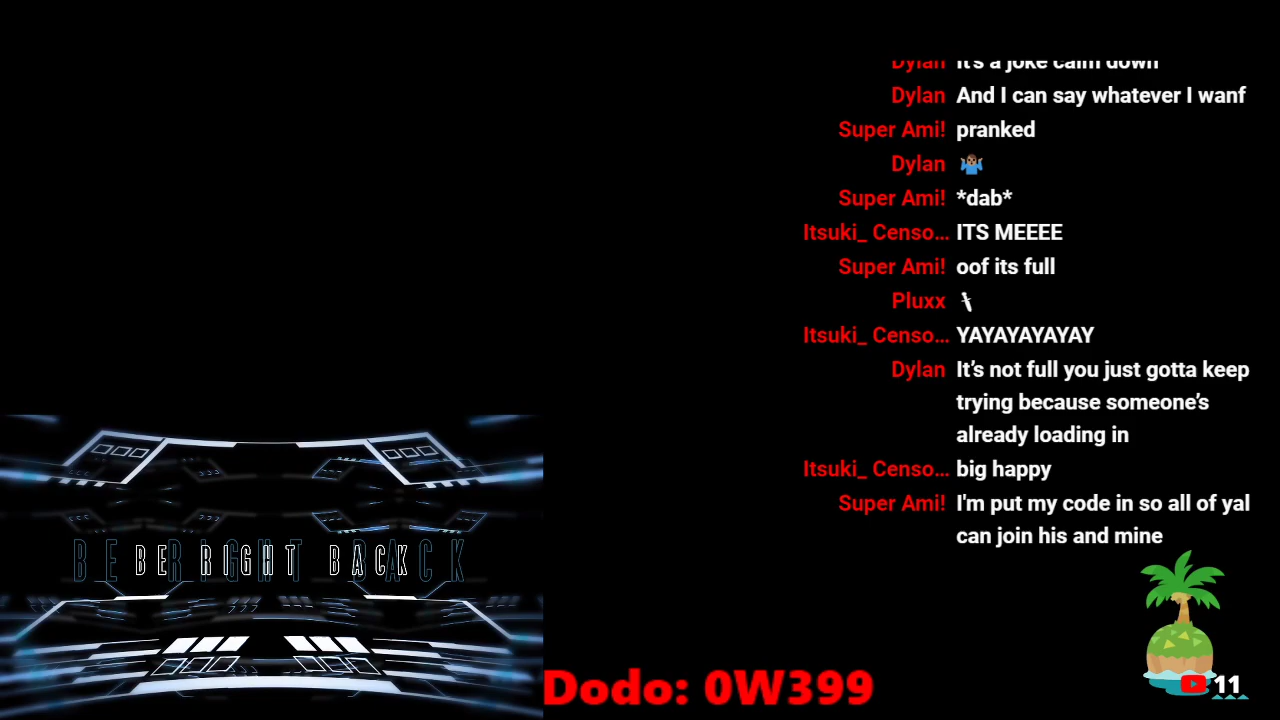 Dylan It's a joke calm down
Dylan And I can say whatever I wanf
Super Ami! pranked
Dylan 🤷🏽‍♂️
Super Ami! *dab*
Itsuki_ Censo… ITS MEEEE
Super Ami! oof its full
Pluxx 🔪
Itsuki_ Censo… YAYAYAYAYAY
Dylan It’s not full you just gotta keep
trying because someone’s
already loading in
Itsuki_ Censo… big happy
Super Ami! I'm put my code in so all of yal
can join his and mine
BE RIGHT BACK
Dodo: 0W399
11